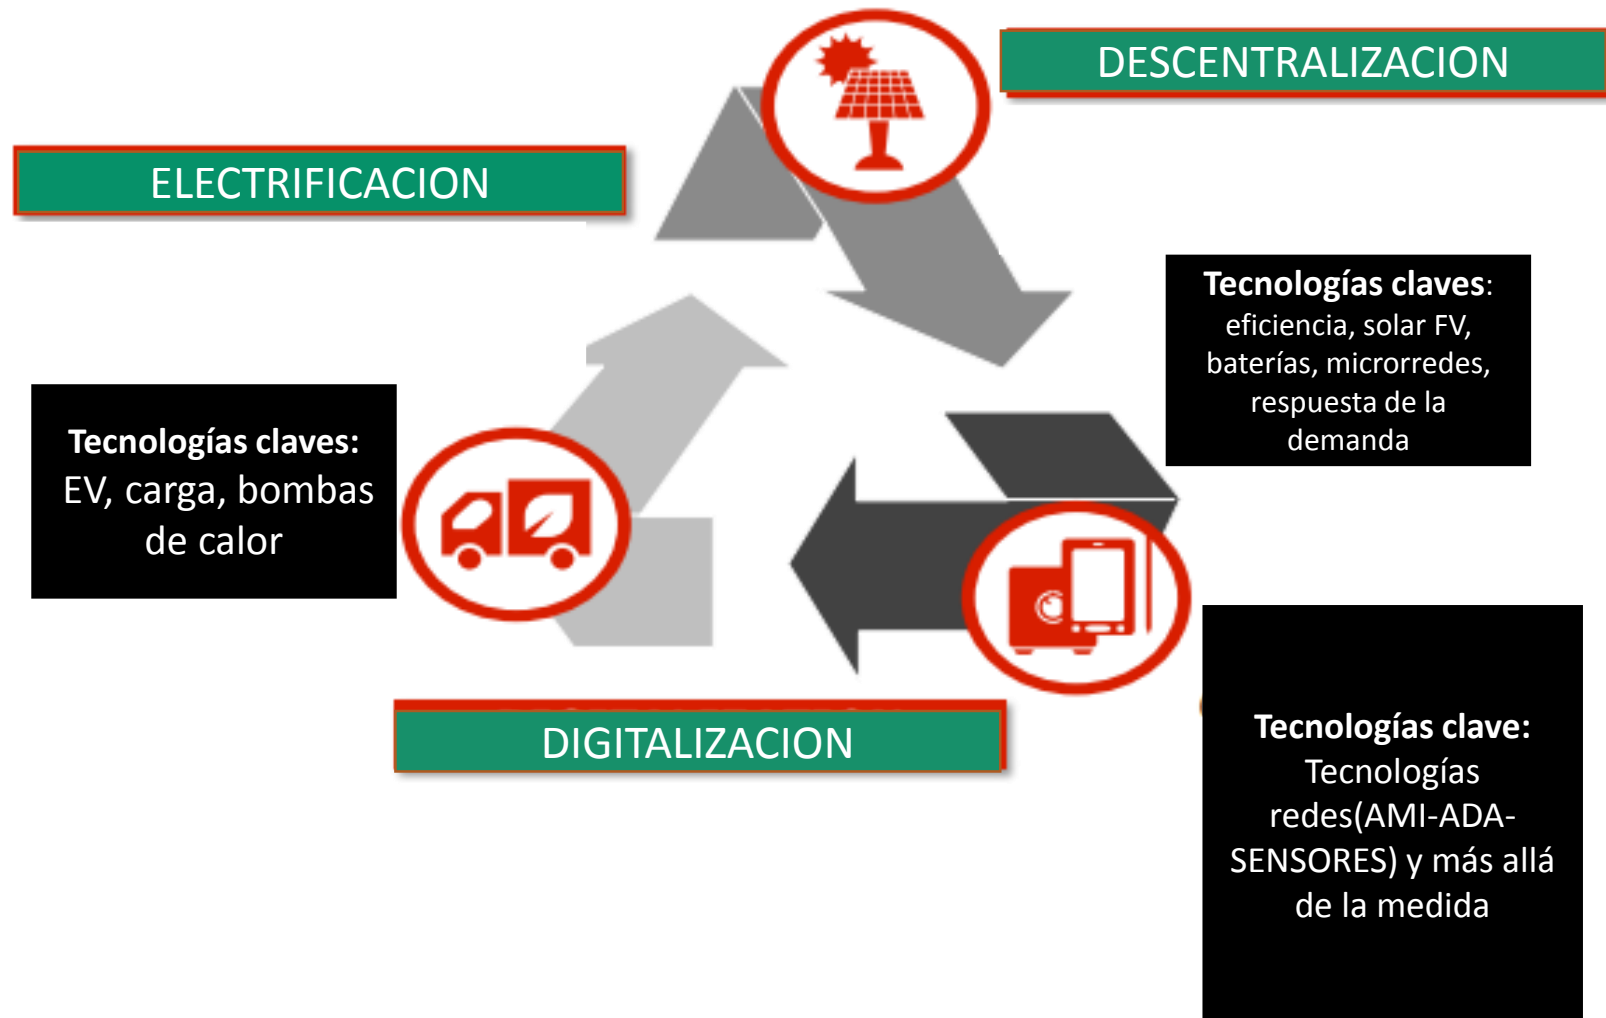 DESCENTRALIZACION
ELECTRIFICACION
Tecnologías claves:
eficiencia, solar FV,
baterías, microrredes,
respuesta de la
demanda
Tecnologías claves:
EV, carga, bombas
de calor
DIGITALIZACION
Tecnologías clave:
Tecnologías
redes(AMI-ADA-
SENSORES) y más allá
de la medida